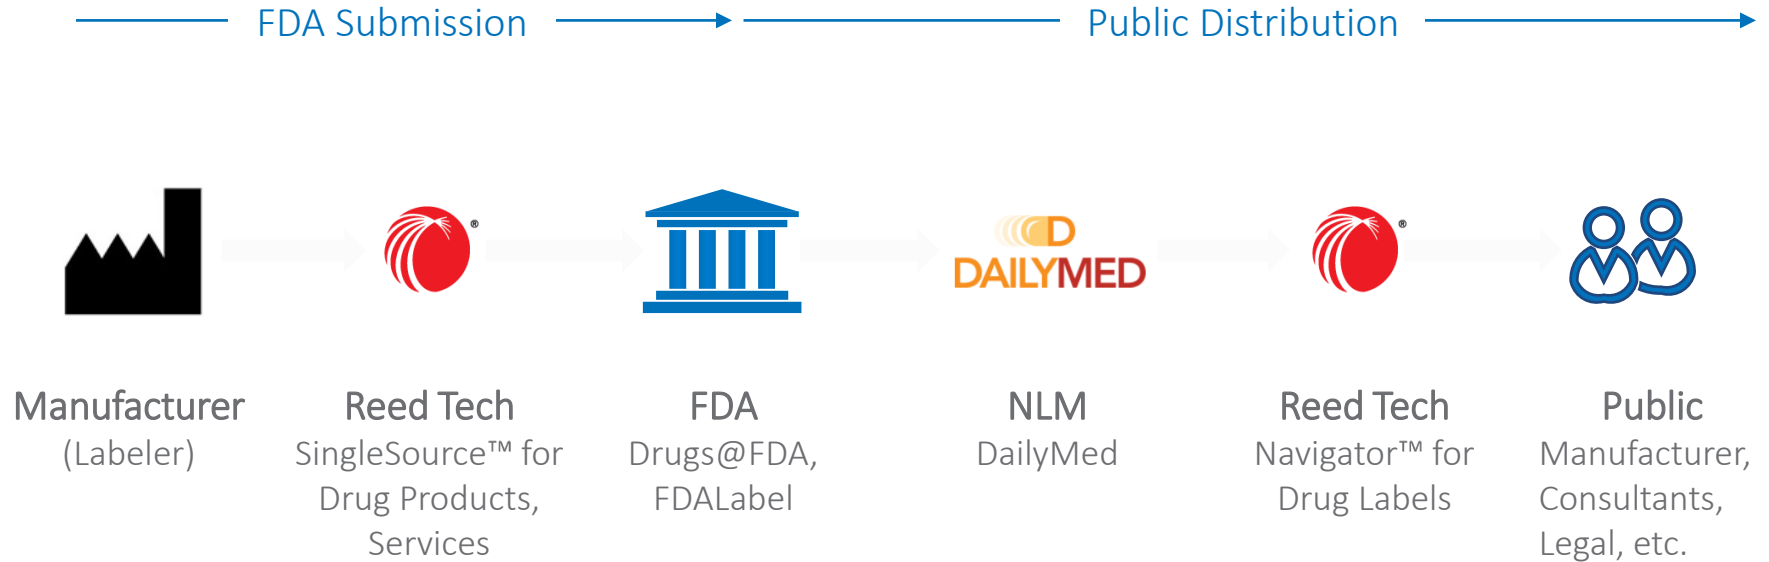 FDA Submission
Public Distribution
®
D
DAILYMED
®
Manufacturer
(Labeler)
Reed Tech
SingleSource™ for
Drug Products,
Services
FDA
Drugs@FDA,
FDALabel
NLM
DailyMed
Reed Tech
Navigator™ for
Drug Labels
Public
Manufacturer,
Consultants,
Legal, etc.